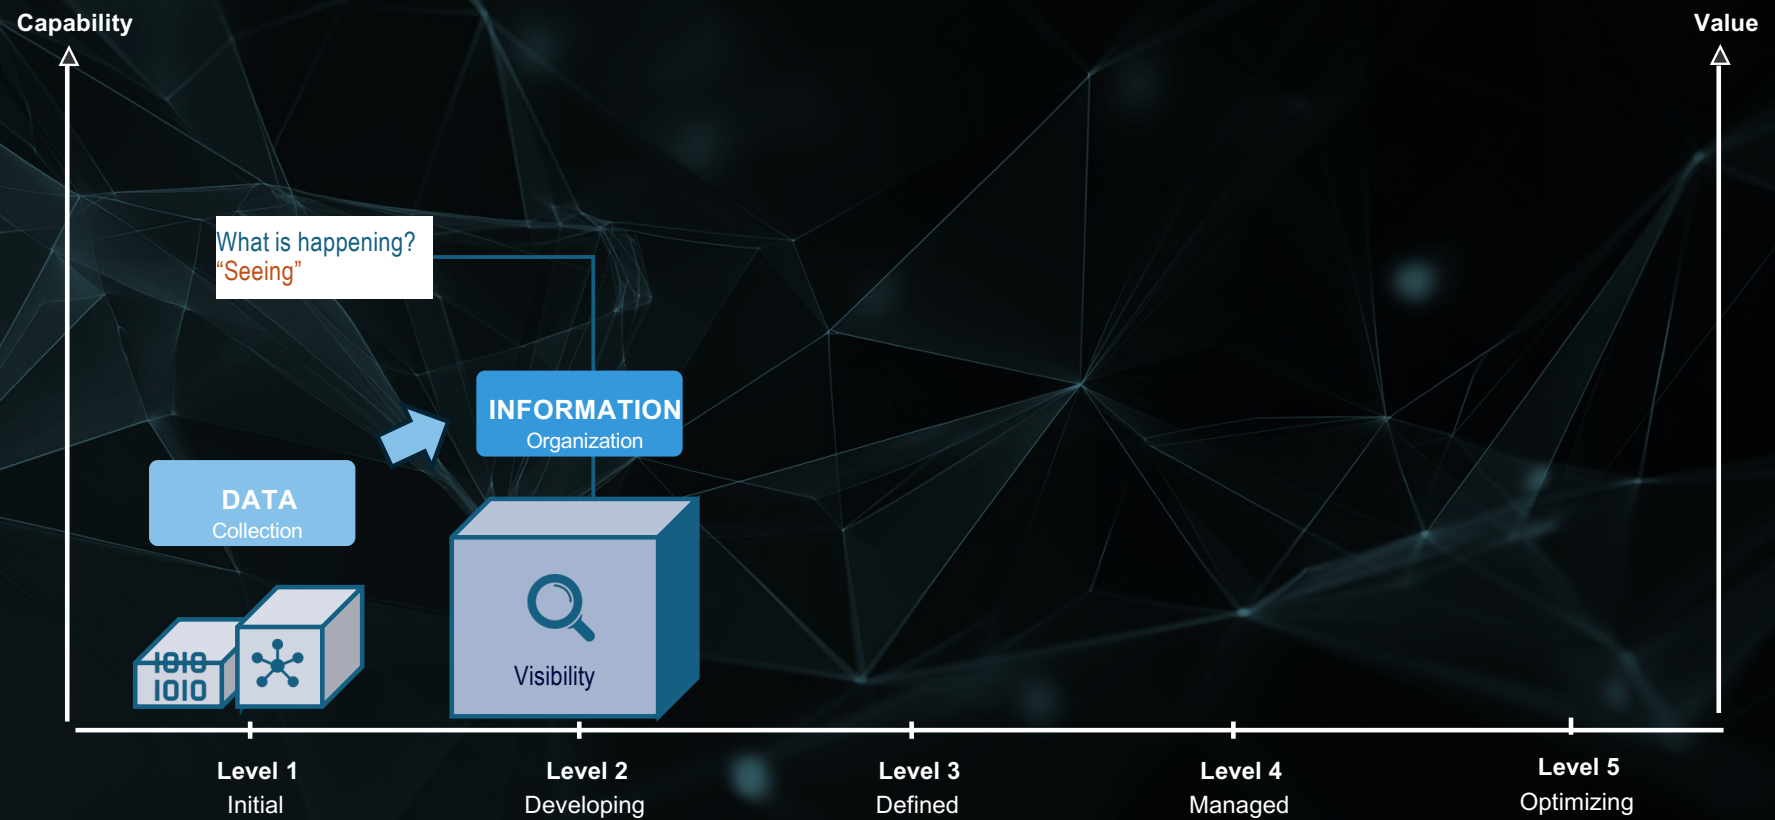 Capability
Value
What is happening?
“Seeing”
INFORMATION
Organization
DATA
Collection
1010
1010
Visibility
Level 1
Initial
Level 2
Developing
Level 3
Defined
Level 4
Managed
Level 5
Optimizing